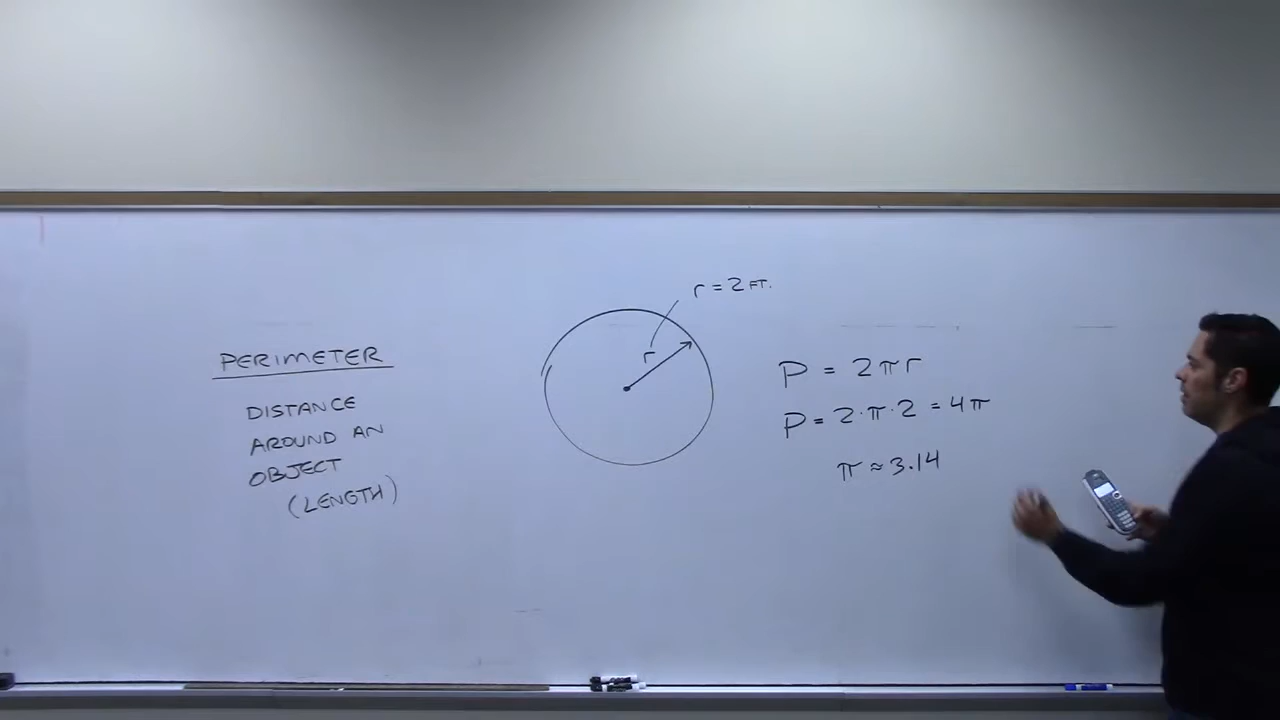 PERIMETER
DISTANCE
AROUND AN
OBJECT
(LENGTH)
r = 2 FT.
r
P = 2πr
P = 2·π·2 = 4π
π ≈ 3.14